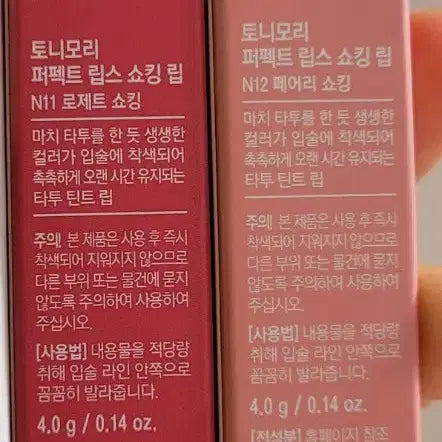 토니모리
퍼펙트 립스 쇼킹 립
N11 로제트 쇼킹
마치 타투를 한 듯 생생한
컬러가 입술에 착색되어
촉촉하게 오랜 시간 유지되는
타투 틴트 립
주의! 본 제품은 사용 후 즉시
착색되어 지워지지 않으므로
다른 부위 또는 물건에 묻지
않도록 주의하여 사용하여
주십시오.
[사용법] 내용물을 적당량
취해 입술 라인 안쪽으로
꼼꼼히 발라줍니다.
4.0 g / 0.14 oz.
토니모리
퍼펙트 립스 쇼킹 립
N12 페어리 쇼킹
마치 타투를 한 듯 생생한
컬러가 입술에 착색되어
촉촉하게 오랜 시간 유지되는
타투 틴트 립
주의! 본 제품은 사용 후 즉시
착색되어 지워지지 않으므로
다른 부위 또는 물건에 묻지
않도록 주의하여 사용하여
주십시오.
[사용법] 내용물을 적당량
취해 입술 라인 안쪽으로
꼼꼼히 발라줍니다.
4.0 g / 0.14 oz.
[전성분] 홈페이지 참조